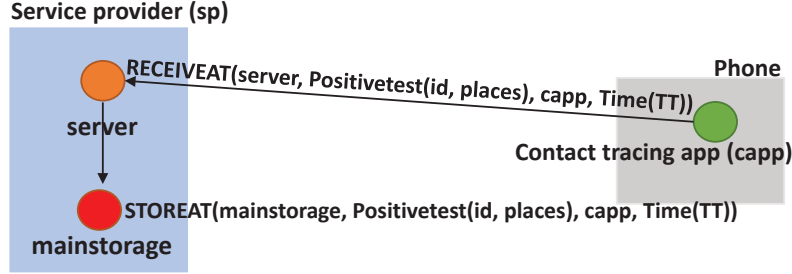 Service provider (sp)
RECEIVEAT(server, Positivetest(id, places), capp, Time(TT))
Phone
server
Contact tracing app (capp)
STOREAT(mainstorage, Positivetest(id, places), capp, Time(TT))
mainstorage